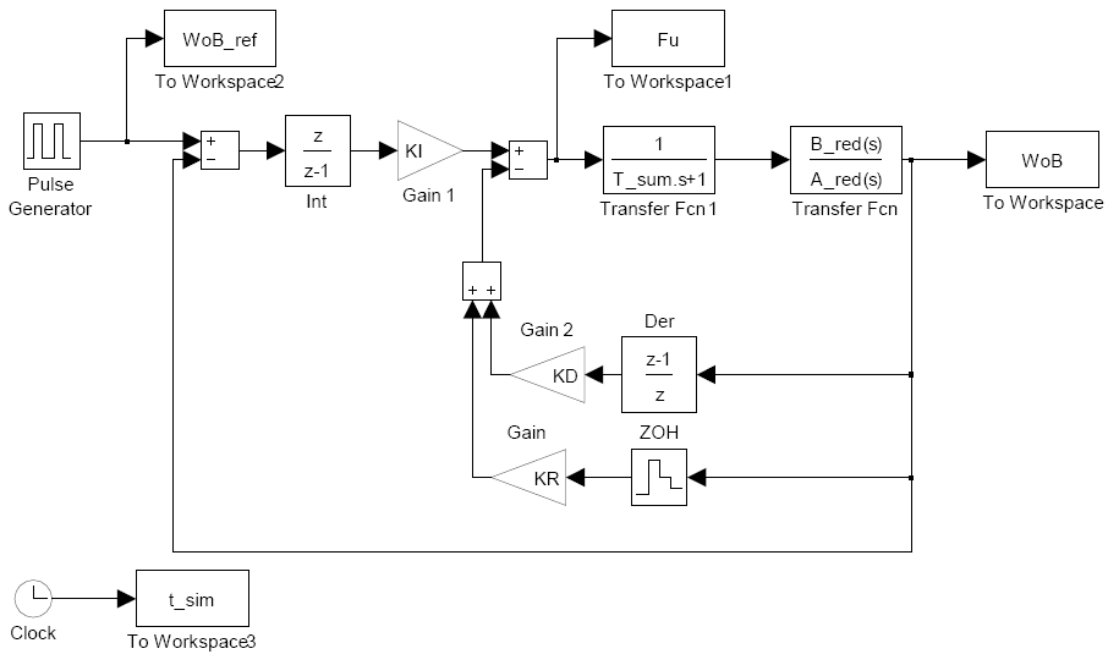 WoB_ref
To Workspace2
Fu
To Workspace1
Pulse
Generator
+
−
z
z-1
Int
KI
Gain 1
+
−
1
T_sum.s+1
Transfer Fcn 1
B_red(s)
A_red(s)
Transfer Fcn
WoB
To Workspace
+ +
Gain 2
KD
Der
z-1
z
Gain
KR
ZOH
Clock
t_sim
To Workspace3